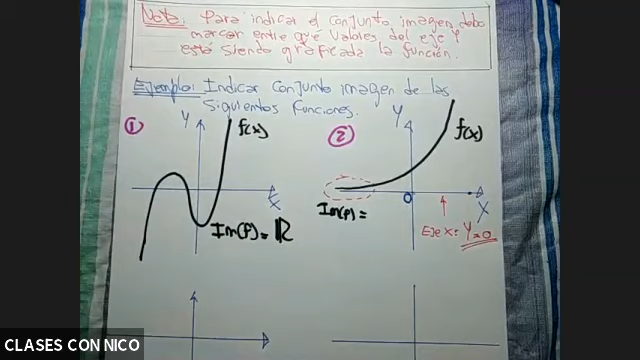 Nota: Para indicar el conjunto imagen debo
marcar entre qué valores del eje Y
está siendo graficada la función.
Ejemplo: Indicar Conjunto imagen de las
siguientes funciones.
1
Y
f(x)
X
Im(f) = ℝ
2
Y
f(x)
0
X
Im(f) =
Eje X: Y=0
CLASES CON NICO